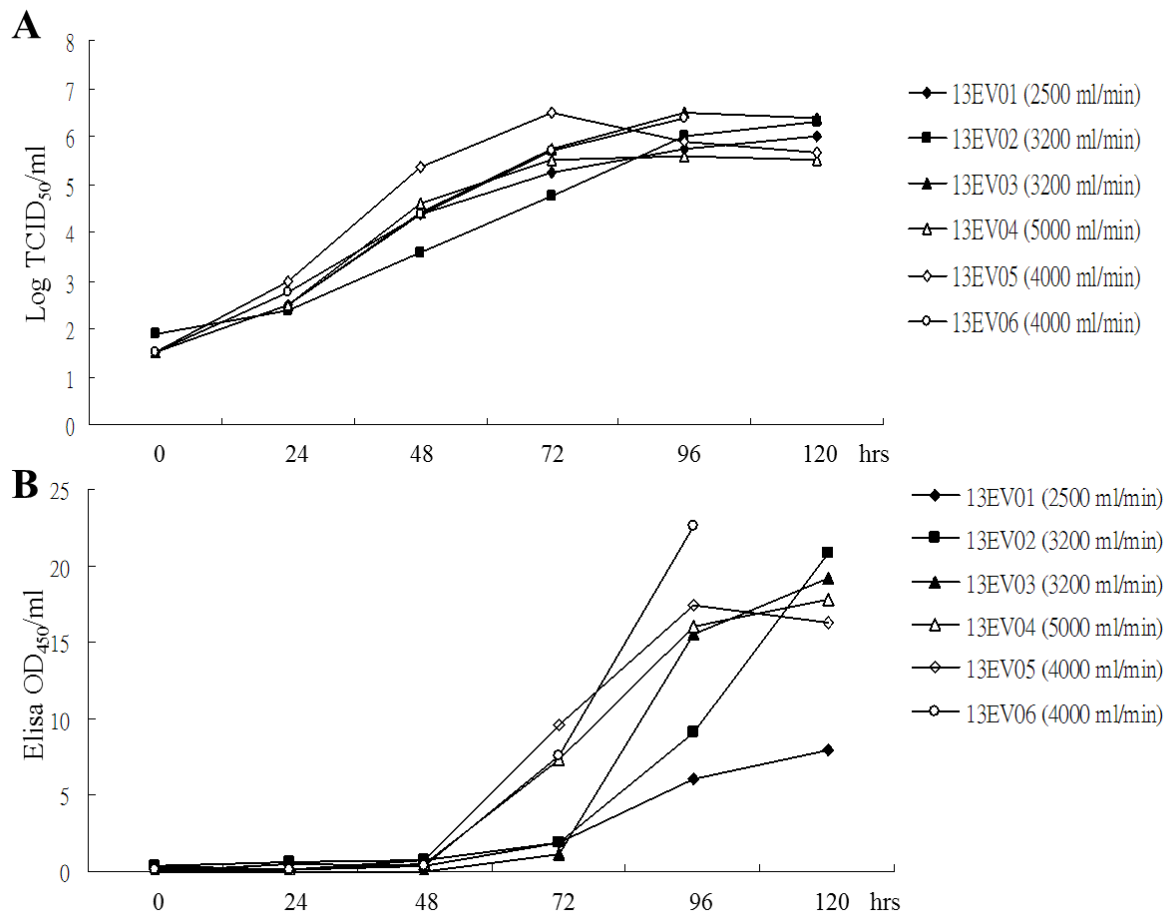 A
8
7
6
5
4
3
2
1
0
Log TCID50/ml
0 24 48 72 96 120 hrs
13EV01 (2500 ml/min)
13EV02 (3200 ml/min)
13EV03 (3200 ml/min)
13EV04 (5000 ml/min)
13EV05 (4000 ml/min)
13EV06 (4000 ml/min)
B
25
20
15
10
5
0
Elisa OD450/ml
0 24 48 72 96 120 hrs
13EV01 (2500 ml/min)
13EV02 (3200 ml/min)
13EV03 (3200 ml/min)
13EV04 (5000 ml/min)
13EV05 (4000 ml/min)
13EV06 (4000 ml/min)